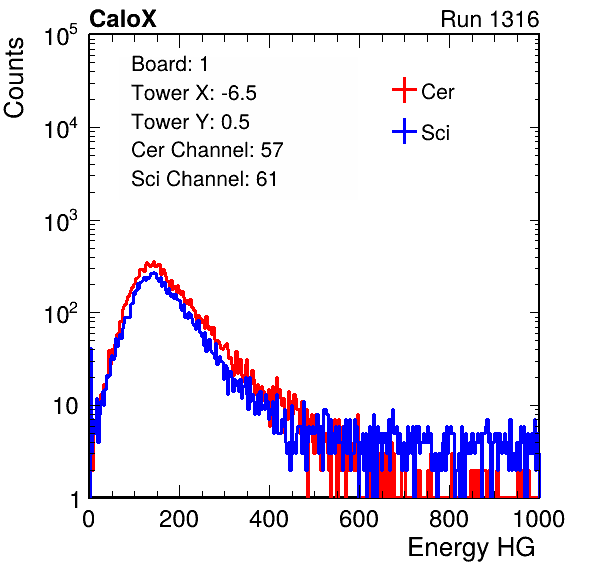 CaloX Run 1316
Counts
Board: 1
Tower X: -6.5
Tower Y: 0.5
Cer Channel: 57
Sci Channel: 61
Cer
Sci
10⁵
10⁴
10³
10²
10
1
0 200 400 600 800 1000
Energy HG